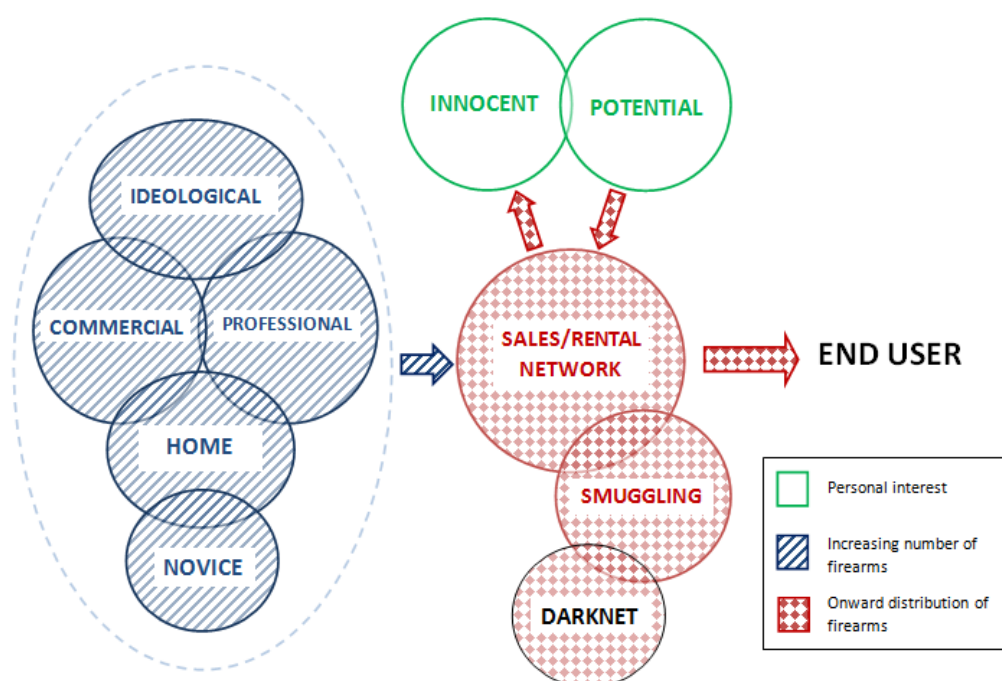 INNOCENT
POTENTIAL
IDEOLOGICAL
COMMERCIAL
PROFESSIONAL
HOME
NOVICE
SALES/RENTAL
NETWORK
END USER
SMUGGLING
DARKNET
Personal interest
Increasing number of
firearms
Onward distribution of
firearms